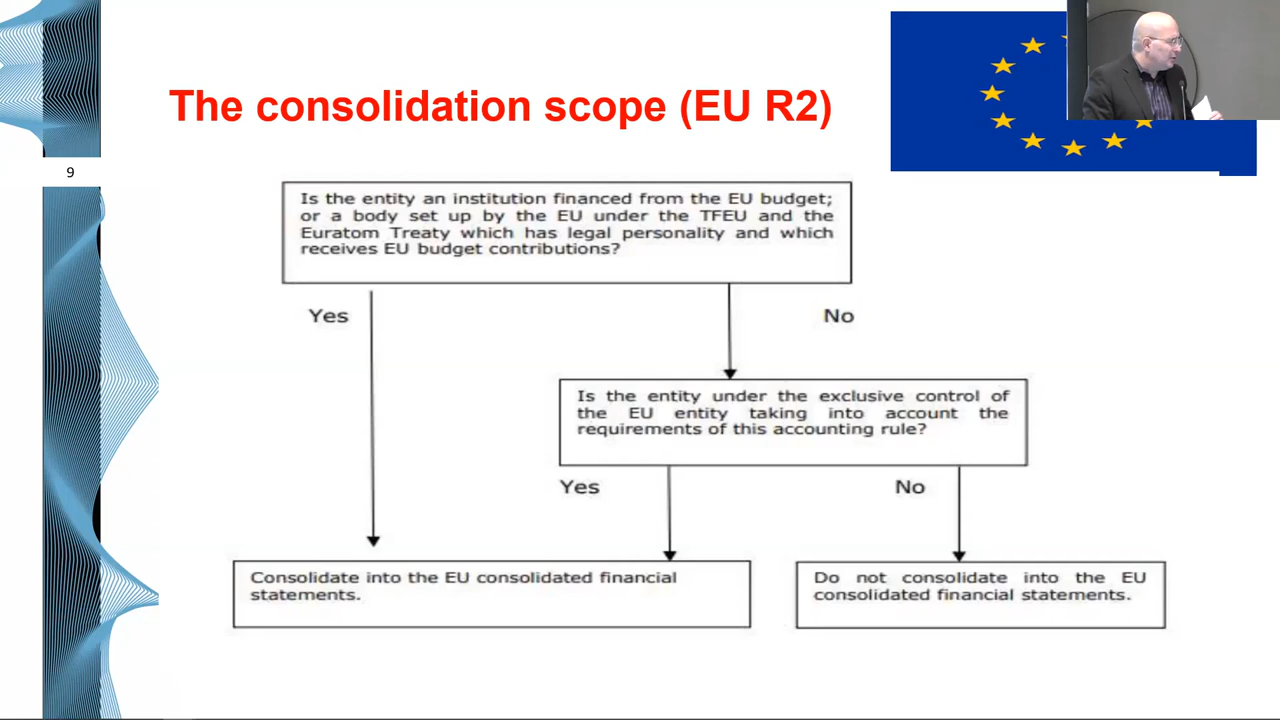 The consolidation scope (EU R2)
9
Is the entity an institution financed from the EU budget;
or a body set up by the EU under the TFEU and the
Euratom Treaty which has legal personality and which
receives EU budget contributions?
Yes
No
Is the entity under the exclusive control of
the EU entity taking into account the
requirements of this accounting rule?
Yes
No
Consolidate into the EU consolidated financial
statements.
Do not consolidate into the EU
consolidated financial statements.